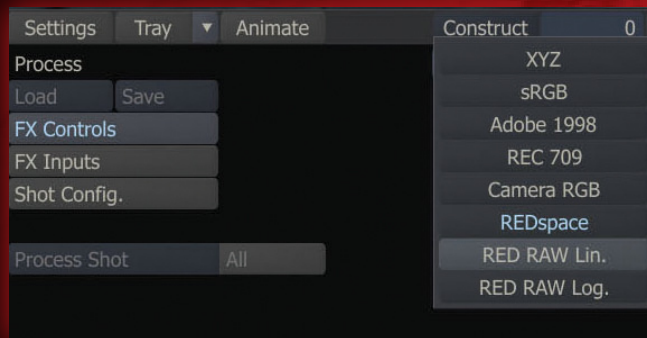 Settings Tray Animate Construct 0
Process
Load Save
FX Controls
FX Inputs
Shot Config.
Process Shot All
XYZ
sRGB
Adobe 1998
REC 709
Camera RGB
REDspace
RED RAW Lin.
RED RAW Log.